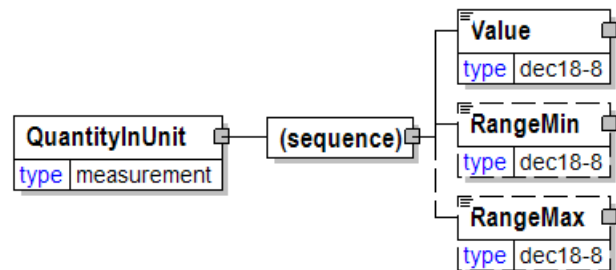 Value
type dec18-8
RangeMin
type dec18-8
QuantityInUnit
type measurement
(sequence)
RangeMax
type dec18-8